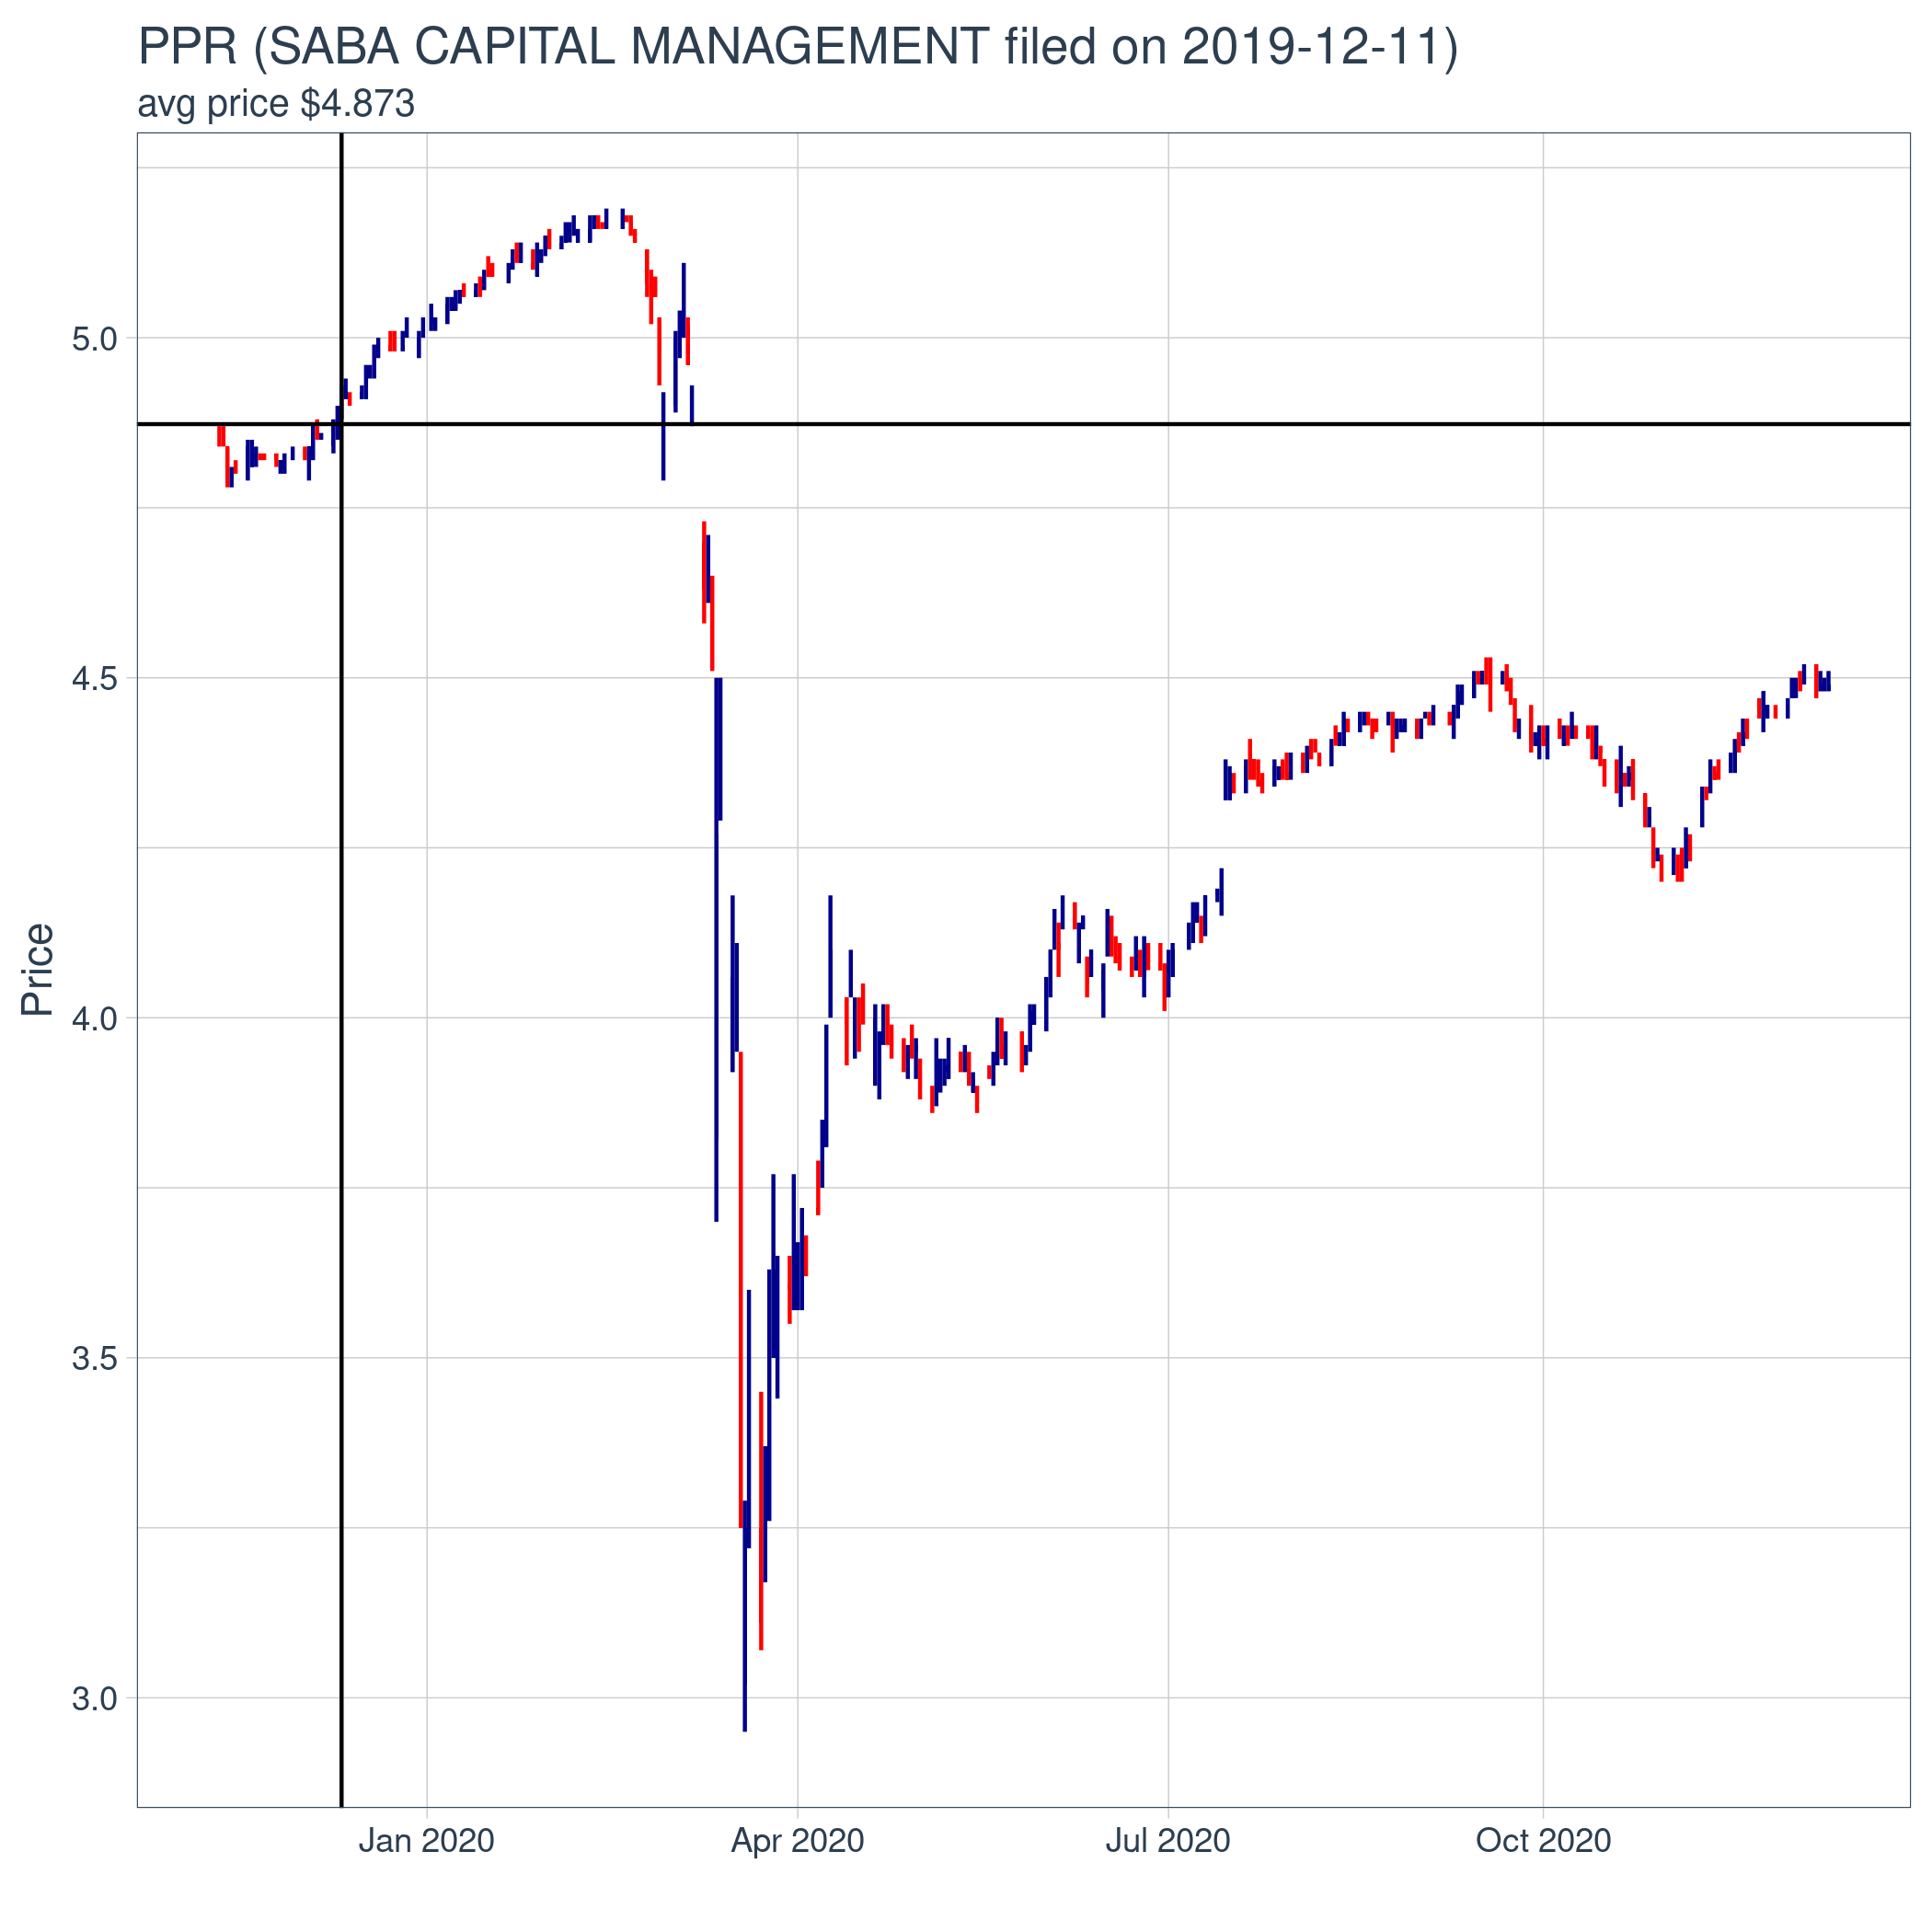 PPR (SABA CAPITAL MANAGEMENT filed on 2019-12-11)
avg price $4.873
5.0
4.5
4.0
3.5
3.0
Price
Jan 2020
Apr 2020
Jul 2020
Oct 2020